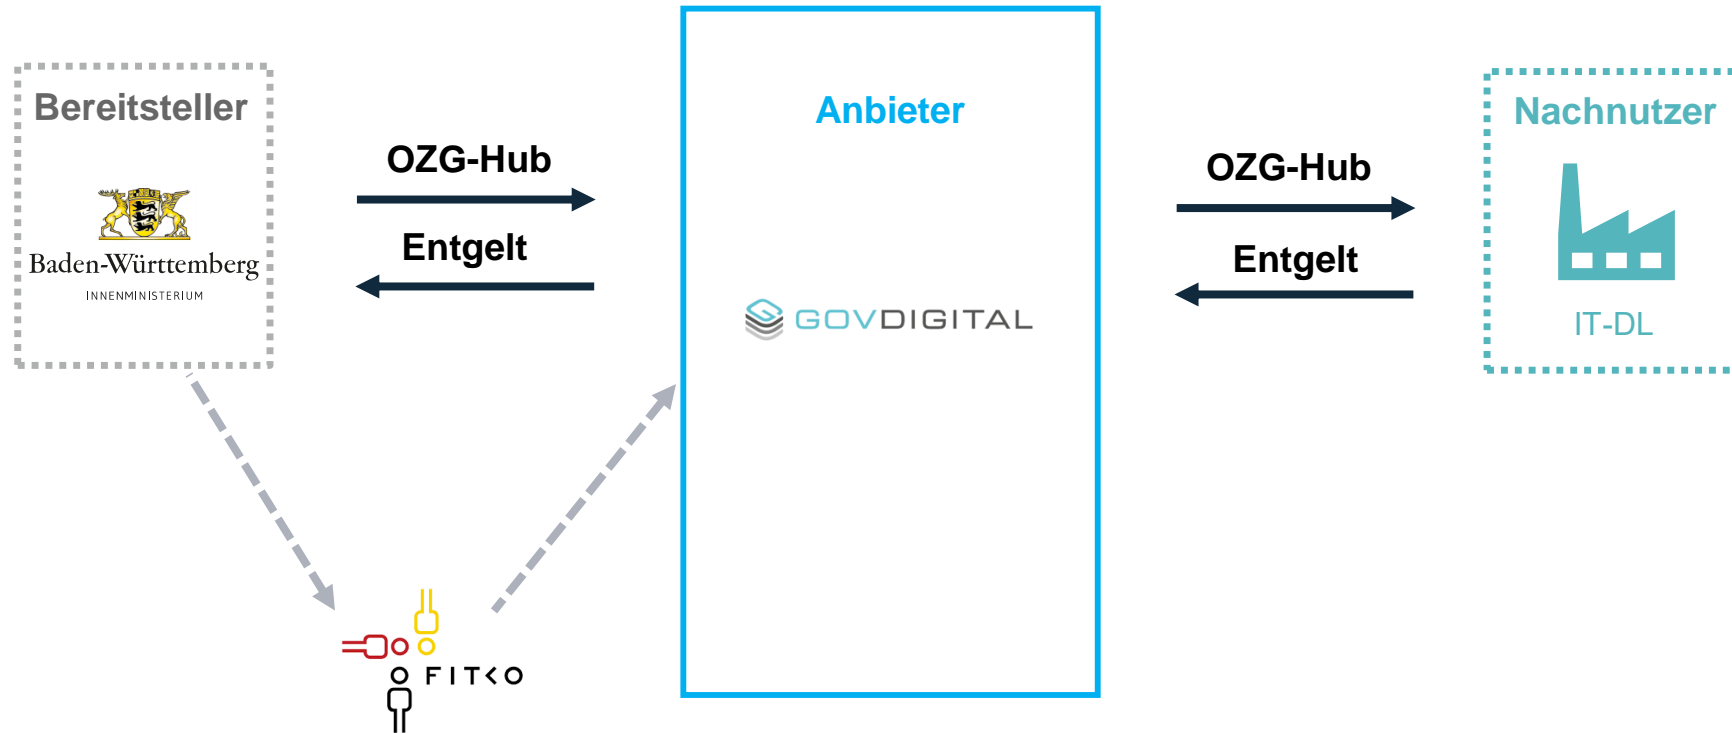 Bereitsteller
Baden-Württemberg
INNENMINISTERIUM
OZG-Hub
Entgelt
FITKO
Anbieter
GOVDIGITAL
OZG-Hub
Entgelt
Nachnutzer
IT-DL